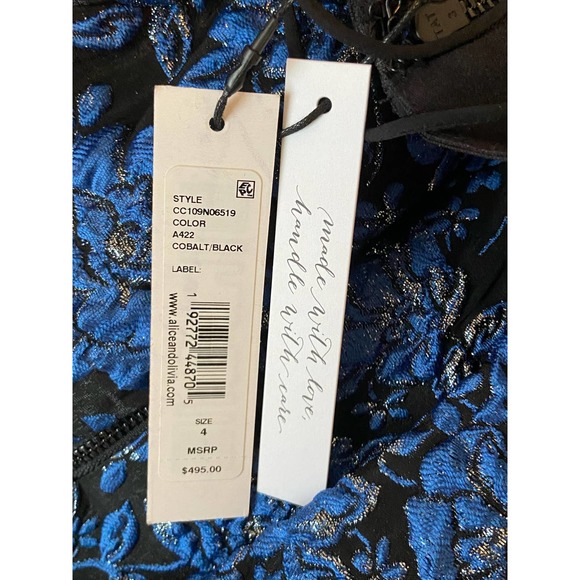 STYLE
CC109N06519
COLOR
A422
COBALT/BLACK
LABEL:
1 92772 44870 5
www.aliceandolivia.com
SIZE
4
MSRP
$495.00
made with love,
handle with care.